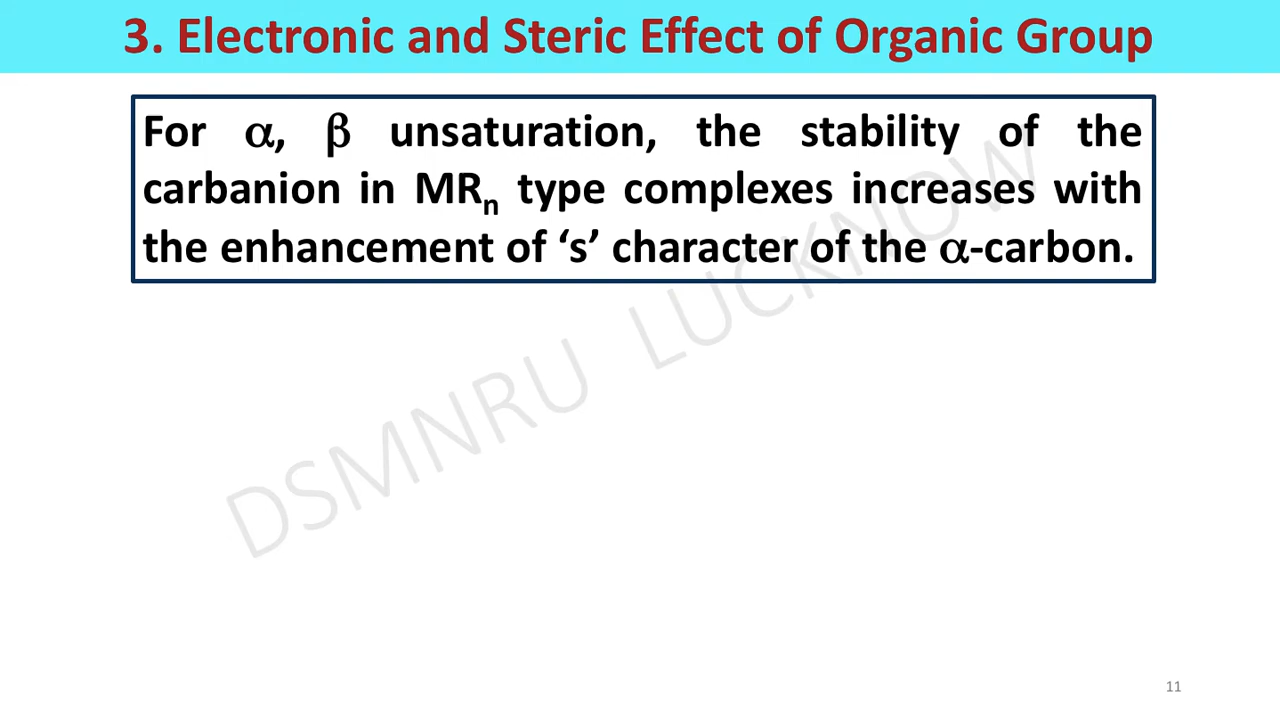 3. Electronic and Steric Effect of Organic Group
For α, β unsaturation, the stability of the
carbanion in MRₙ type complexes increases with
the enhancement of ‘s’ character of the α-carbon.
DSMNRU LUCKNOW
11